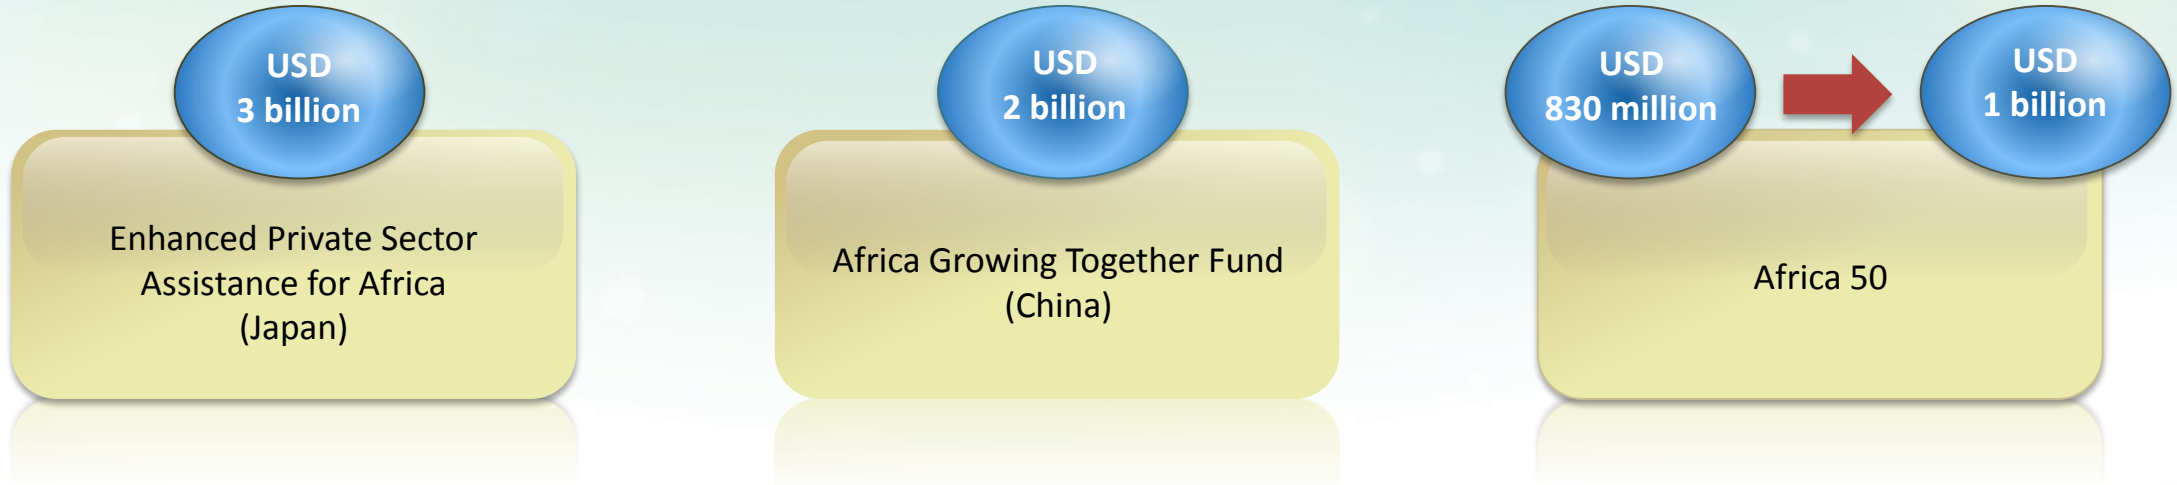 USD
3 billion
Enhanced Private Sector
Assistance for Africa
(Japan)
USD
2 billion
Africa Growing Together Fund
(China)
USD
830 million
USD
1 billion
Africa 50